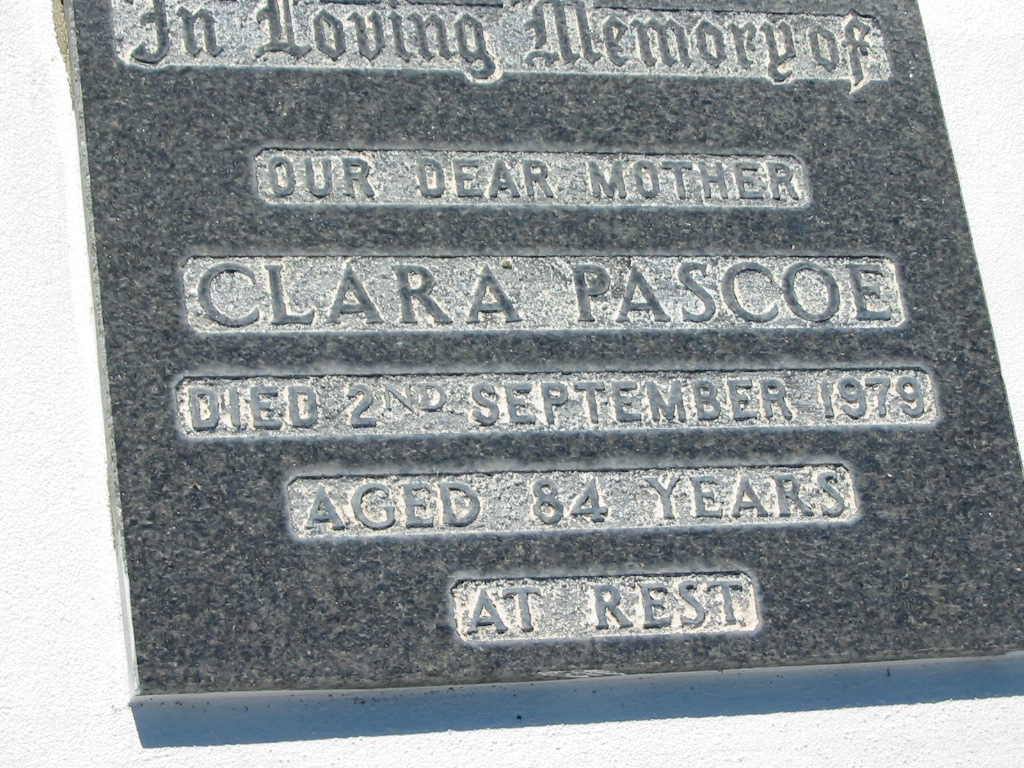 In Loving Memory of
OUR DEAR MOTHER
CLARA PASCOE
DIED 2ND SEPTEMBER 1979
AGED 84 YEARS
AT REST